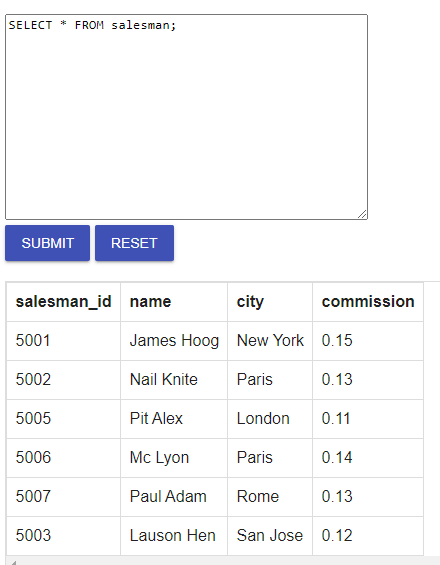 SELECT * FROM salesman;
SUBMIT RESET
salesman_id name city commission
5001 James Hoog New York 0.15
5002 Nail Knite Paris 0.13
5005 Pit Alex London 0.11
5006 Mc Lyon Paris 0.14
5007 Paul Adam Rome 0.13
5003 Lauson Hen San Jose 0.12